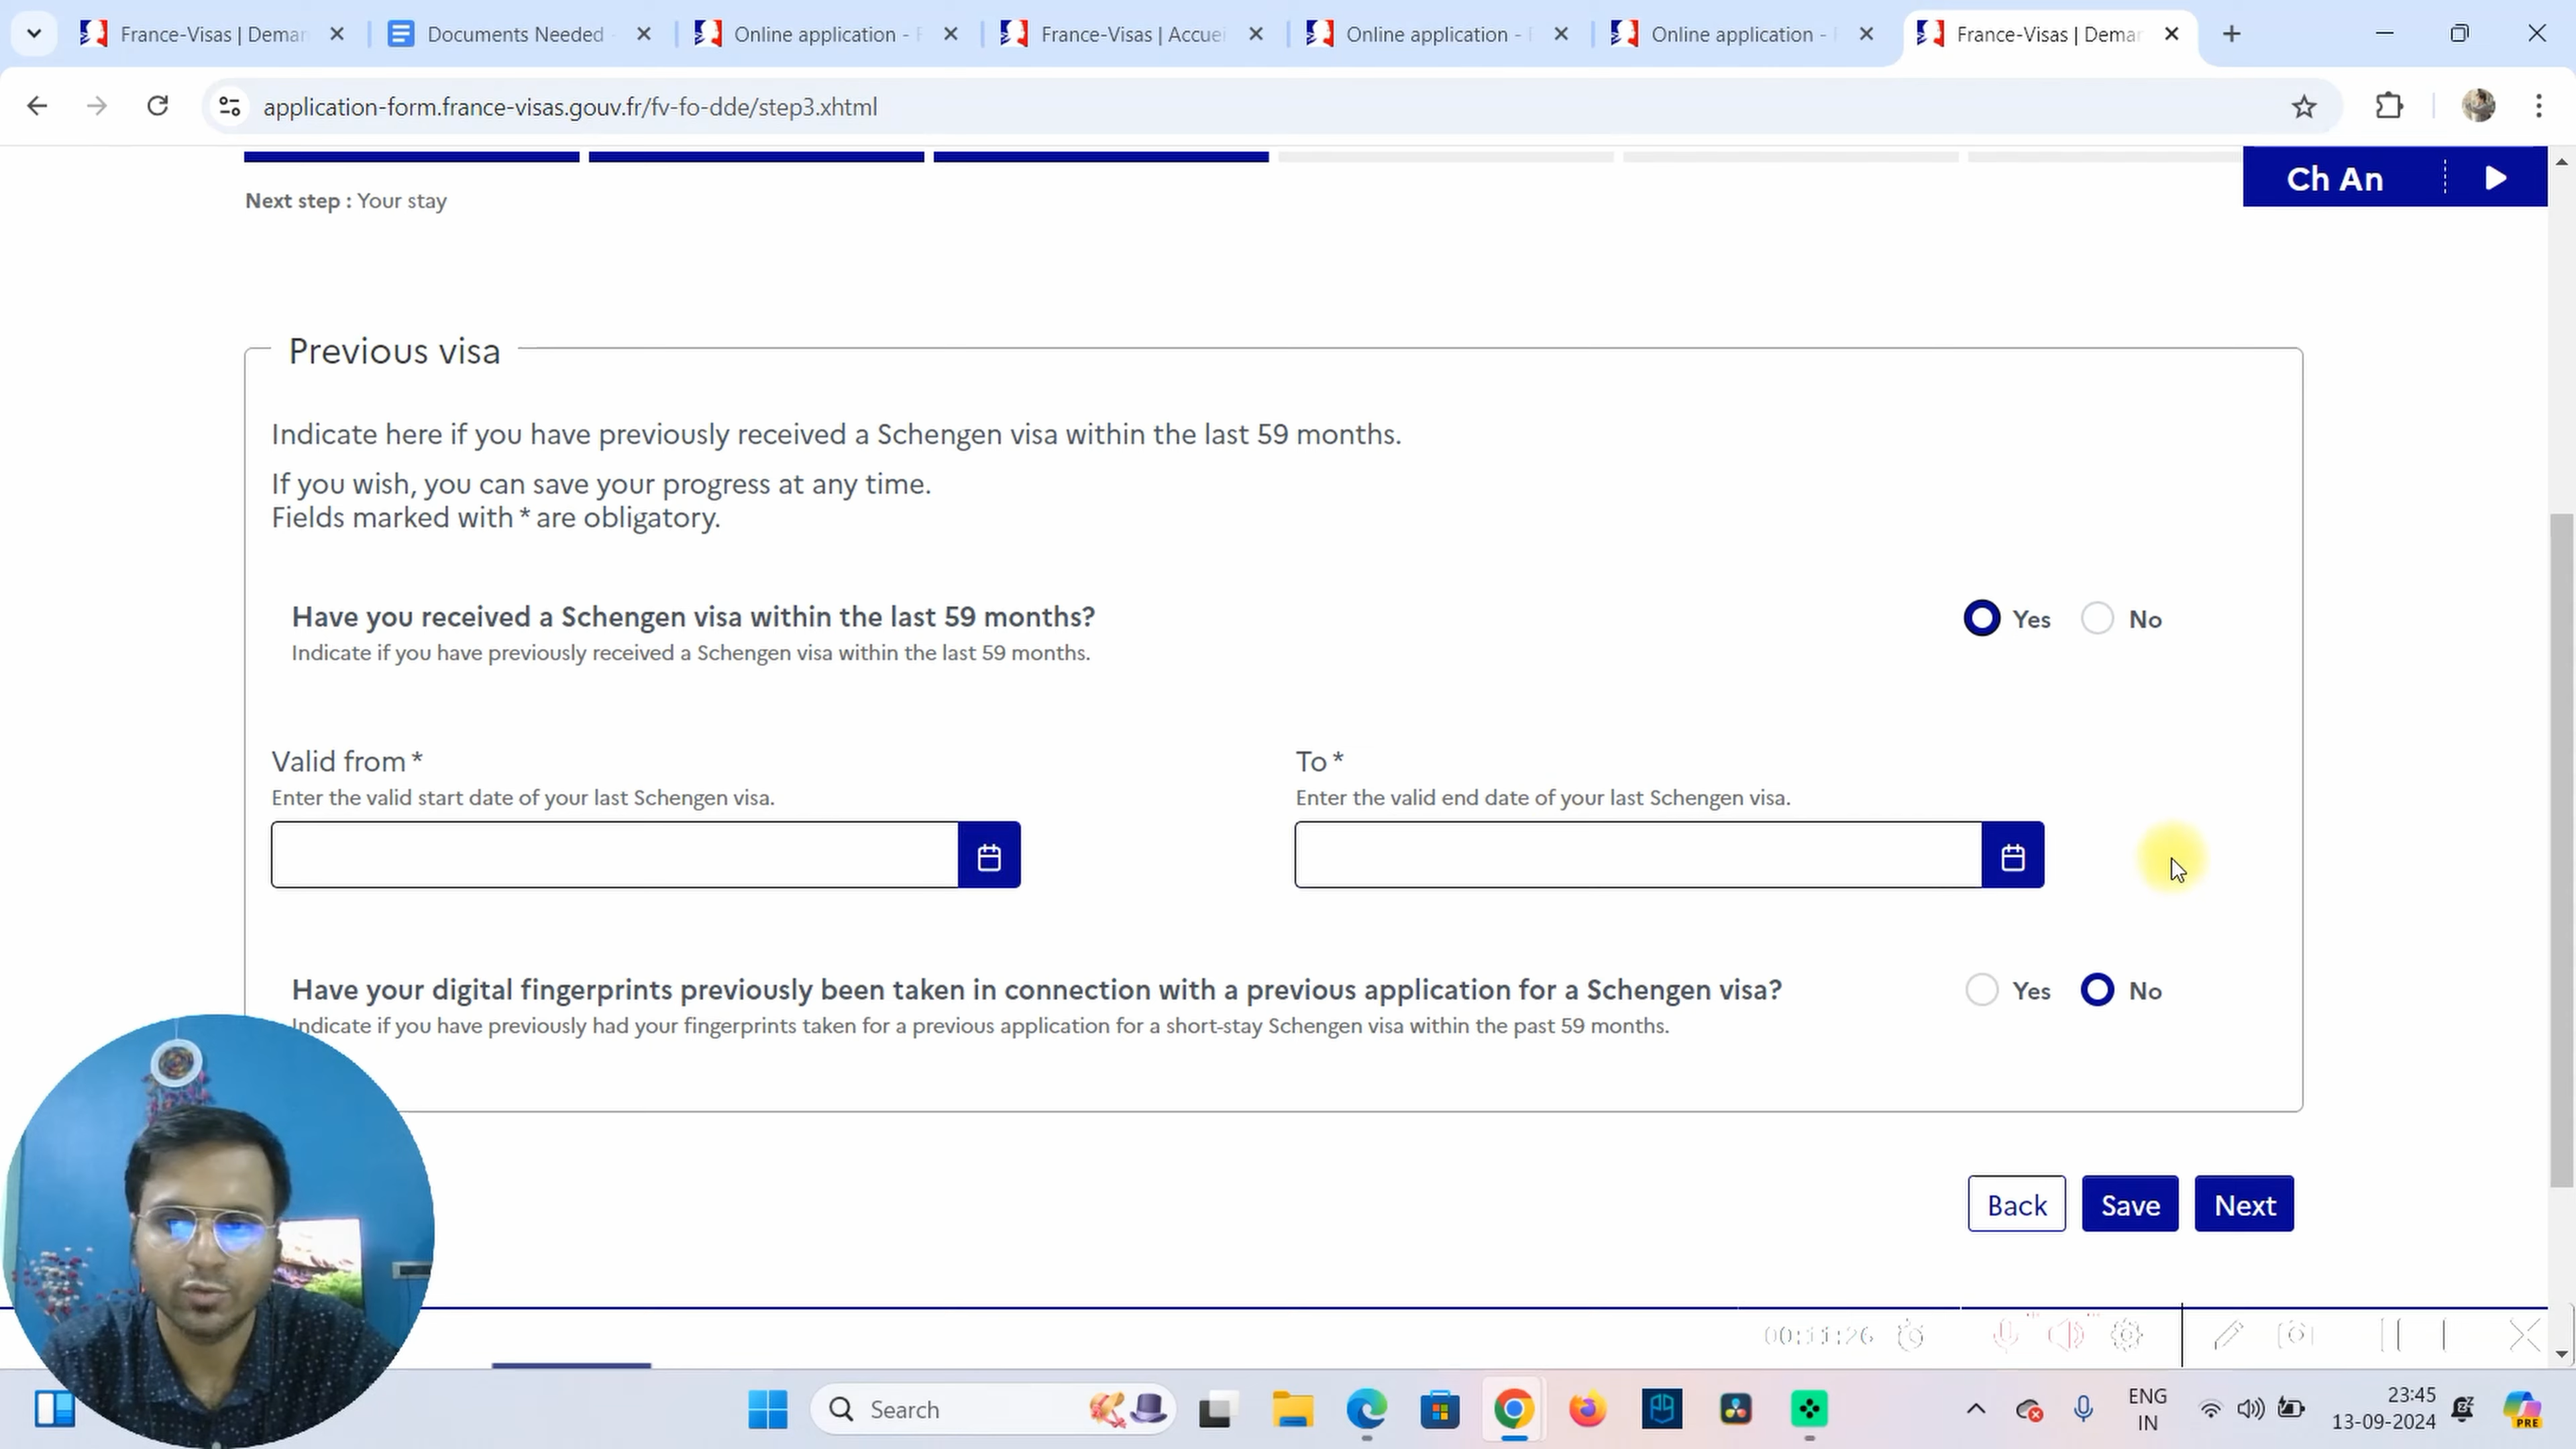 France-Visas | Deman
Documents Needed
Online application -
France-Visas | Accuei
Online application -
Online application -
France-Visas | Deman
application-form.france-visas.gouv.fr/fv-fo-dde/step3.xhtml
Ch An
Next step : Your stay
Previous visa
Indicate here if you have previously received a Schengen visa within the last 59 months.
If you wish, you can save your progress at any time.
Fields marked with * are obligatory.
Have you received a Schengen visa within the last 59 months?
Yes
No
Indicate if you have previously received a Schengen visa within the last 59 months.
Valid from *
To *
Enter the valid start date of your last Schengen visa.
Enter the valid end date of your last Schengen visa.
Have your digital fingerprints previously been taken in connection with a previous application for a Schengen visa?
Yes
No
Indicate if you have previously had your fingerprints taken for a previous application for a short-stay Schengen visa within the past 59 months.
Back
Save
Next
00:11:26
Search
ENG
IN
23:45
13-09-2024
PRE